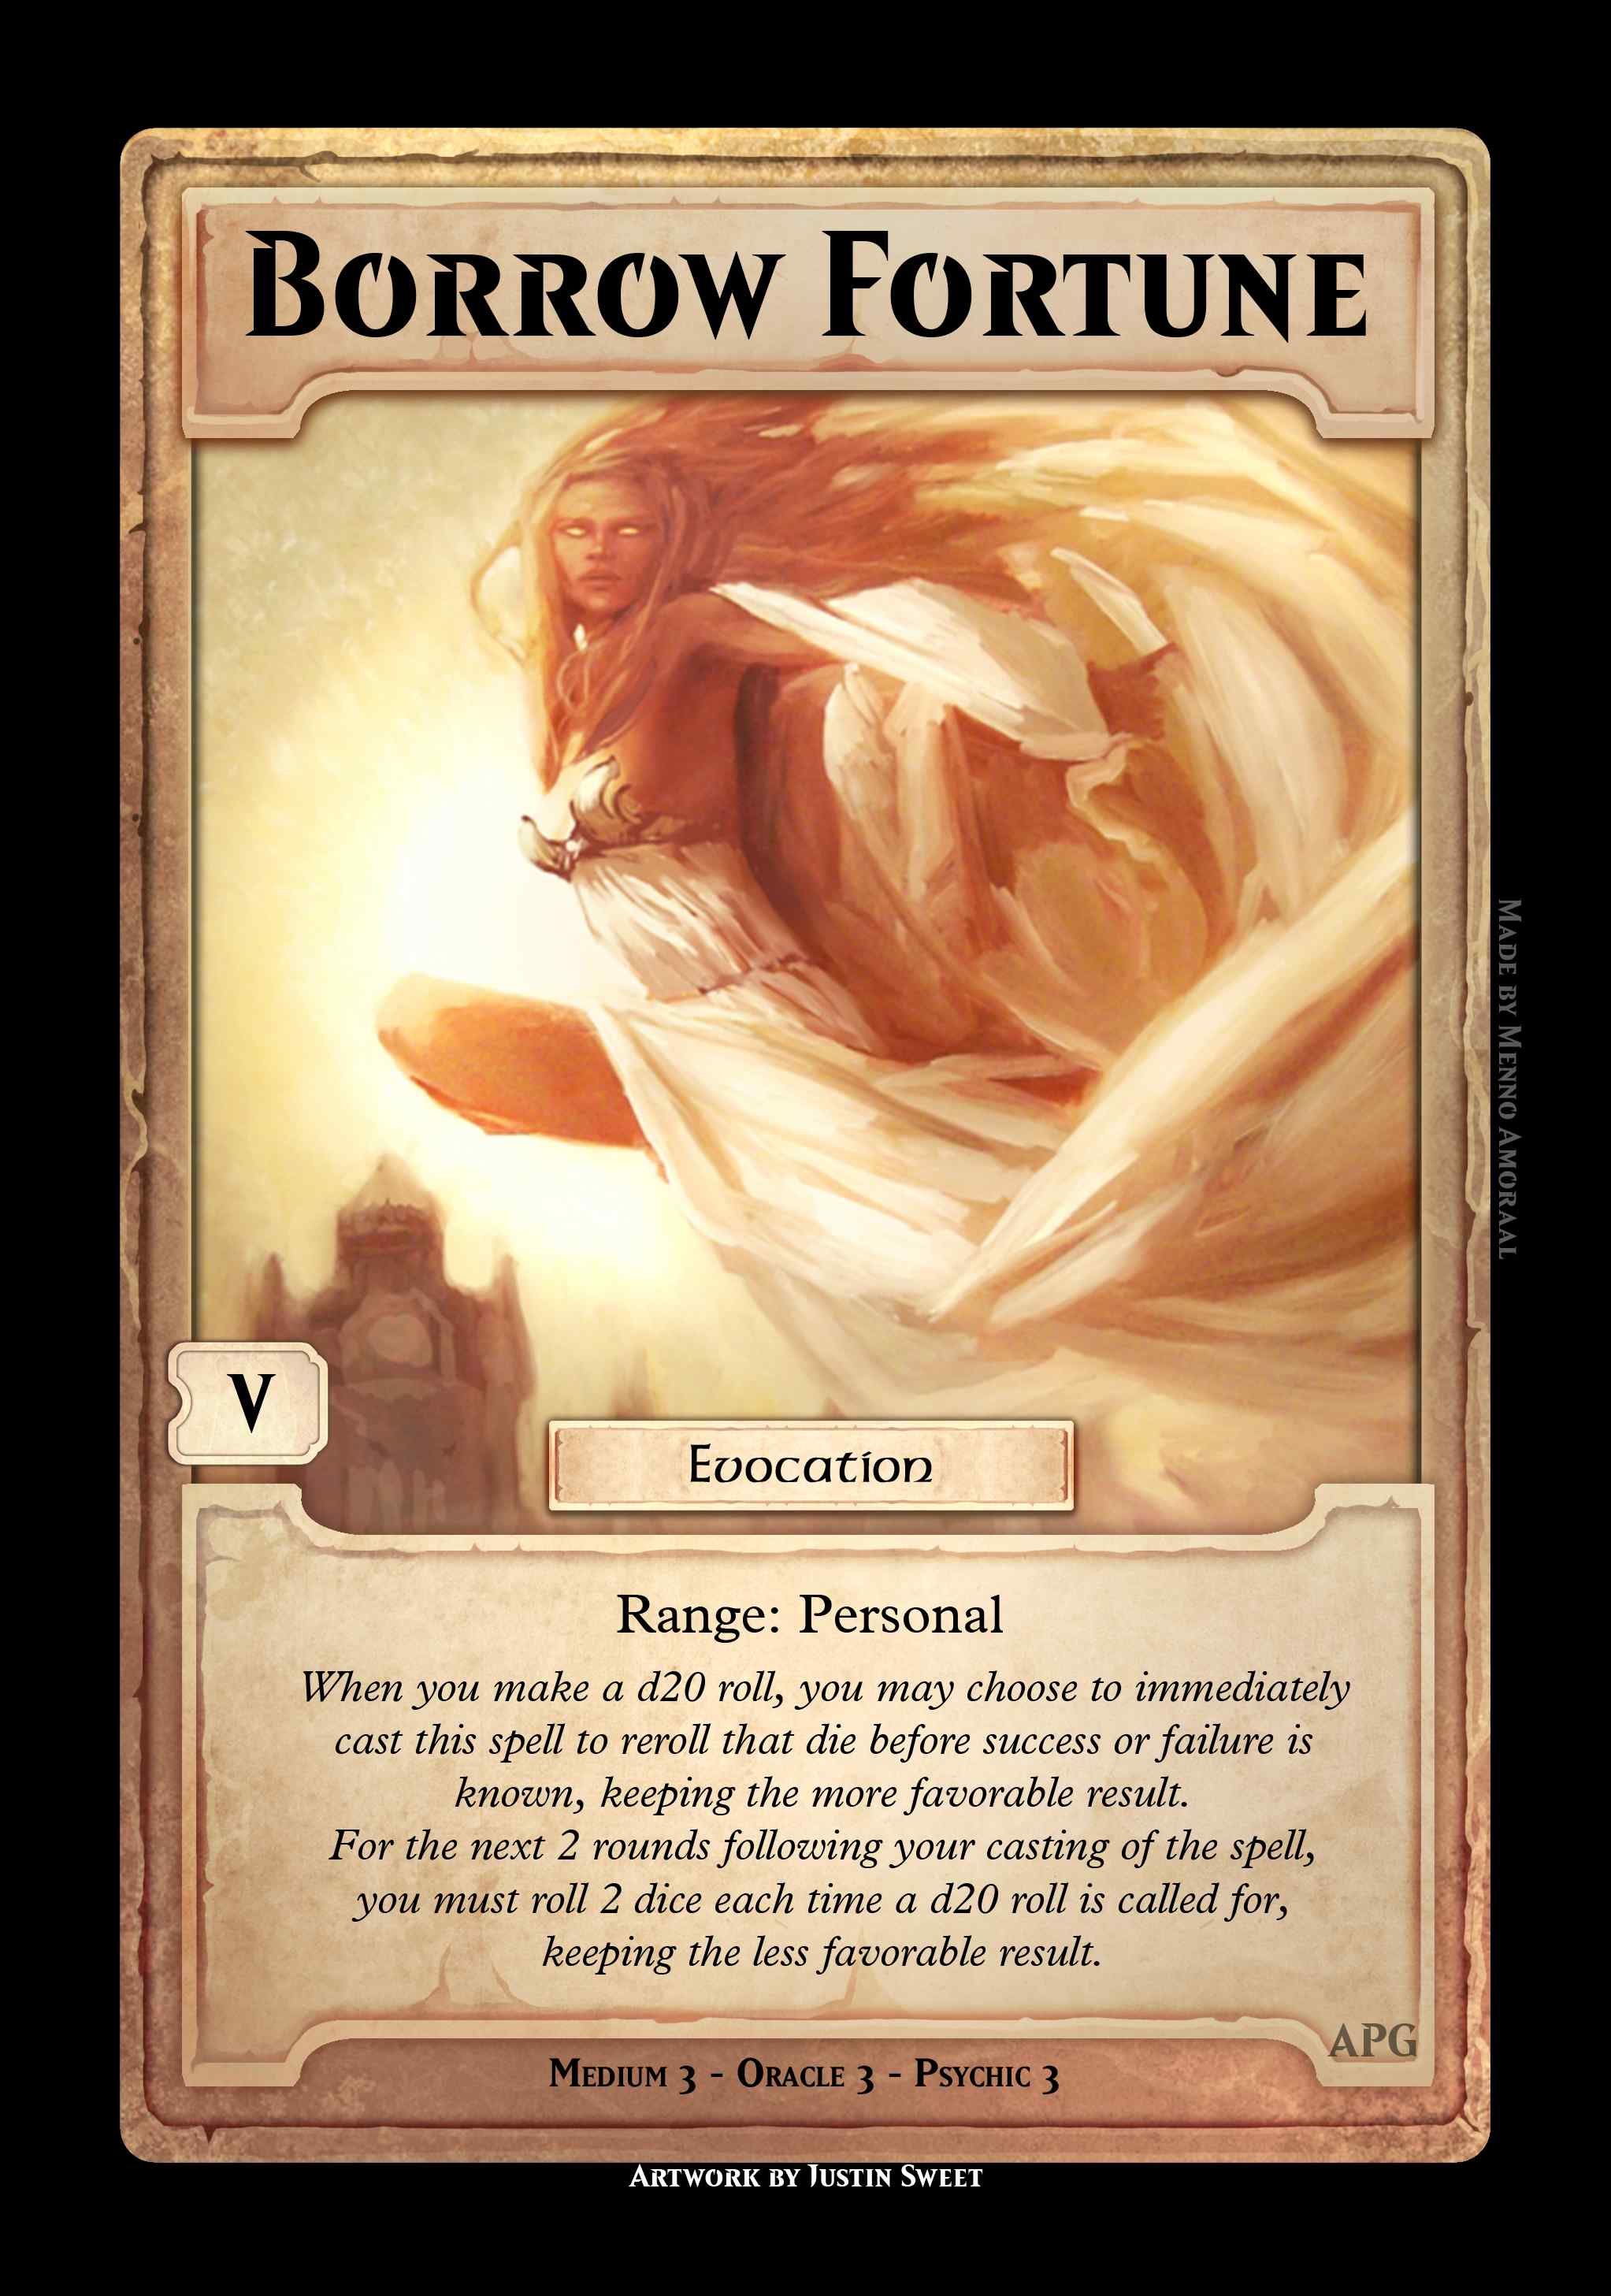 Borrow Fortune
Made by Menno Amoraal
V
Evocation
Range: Personal
When you make a d20 roll, you may choose to immediately
cast this spell to reroll that die before success or failure is
known, keeping the more favorable result.
For the next 2 rounds following your casting of the spell,
you must roll 2 dice each time a d20 roll is called for,
keeping the less favorable result.
APG
Medium 3 - Oracle 3 - Psychic 3
Artwork by Justin Sweet